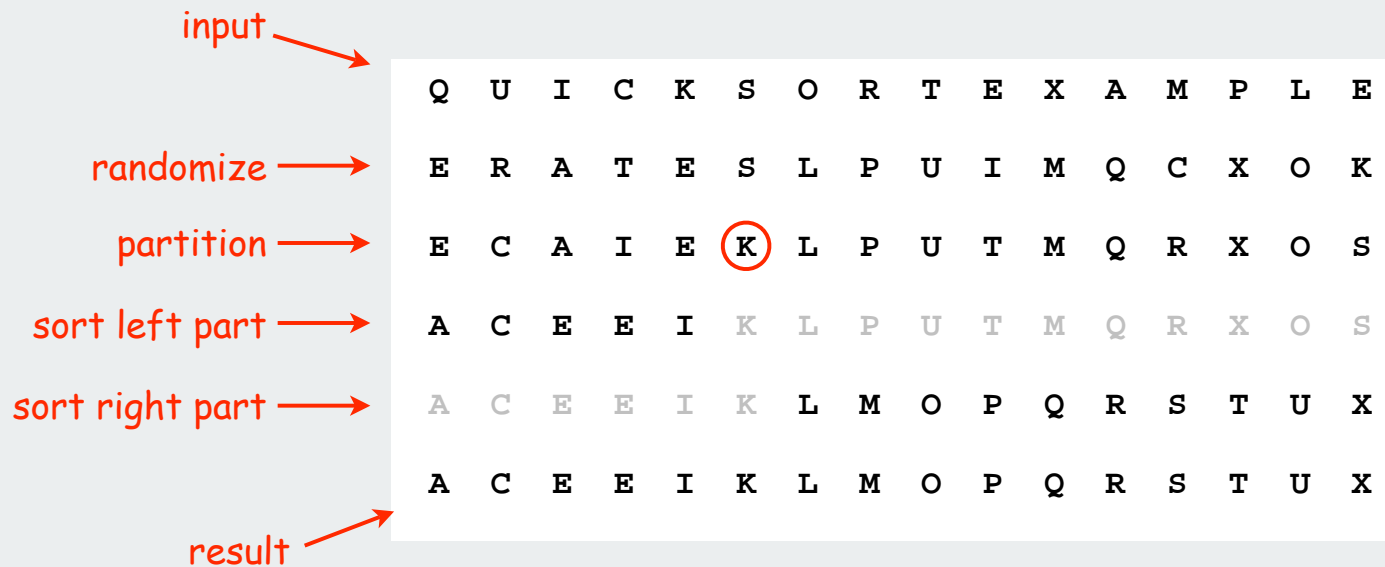 input
Q U I C K S O R T E X A M P L E
randomize E R A T E S L P U I M Q C X O K
partition E C A I E K L P U T M Q R X O S
sort left part A C E E I K L P U T M Q R X O S
sort right part A C E E I K L M O P Q R S T U X
A C E E I K L M O P Q R S T U X
result